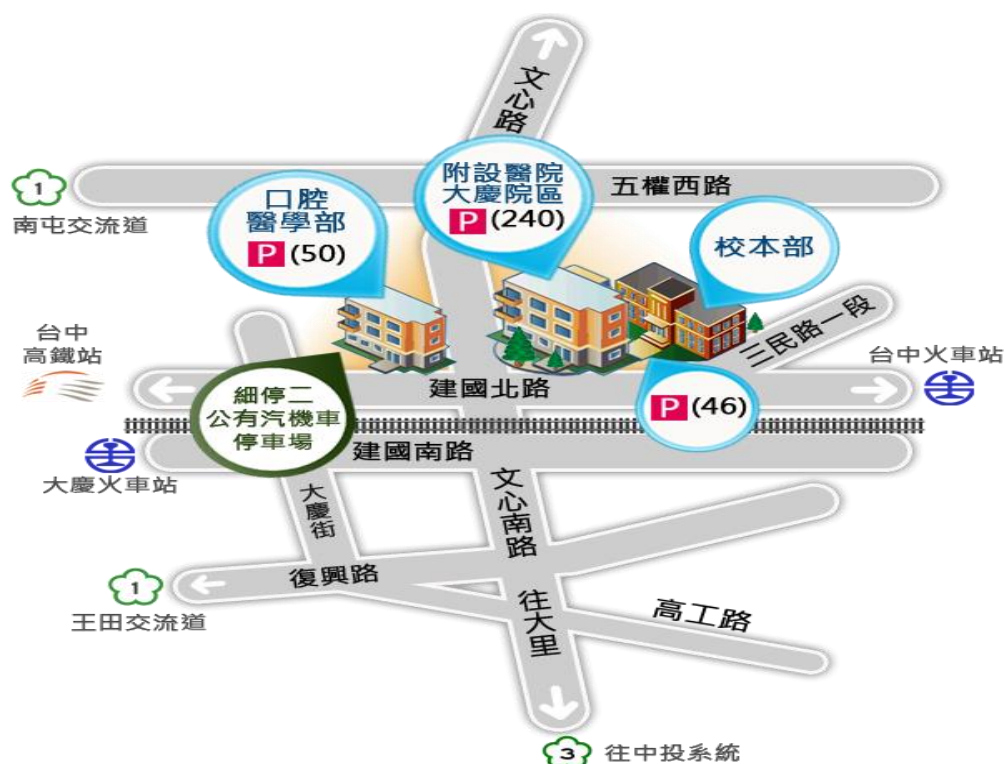 文心路
1
南屯交流道
五權西路
口腔
醫學部
P (50)
附設醫院
大慶院區
P (240)
校本部
三民路一段
台中
高鐵站
台中火車站
建國北路
細停二
公有汽機車
停車場
P (46)
建國南路
大慶火車站
大慶街
文心南路
復興路
1
王田交流道
往大里
高工路
3 往中投系統